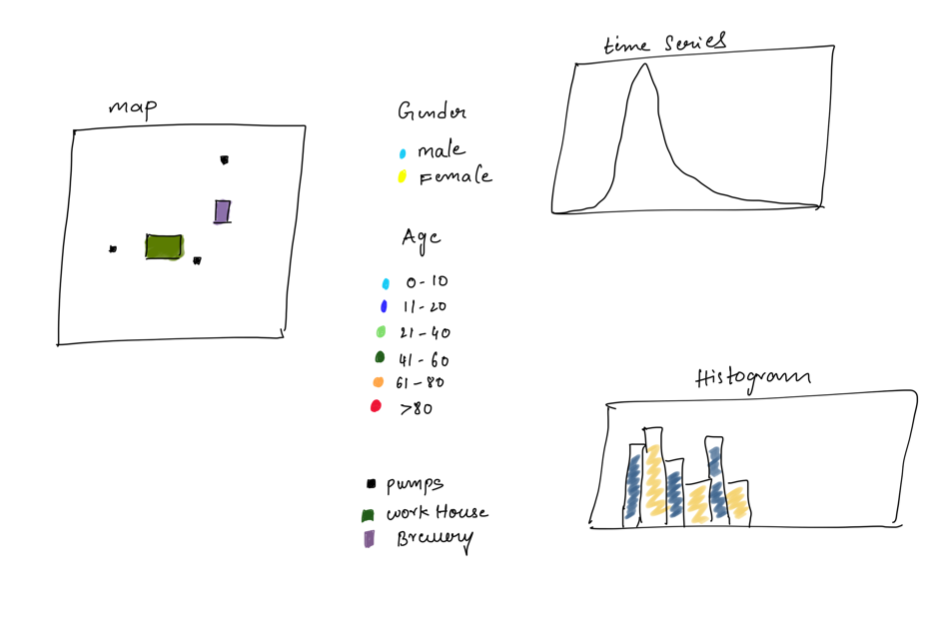 map
Gender
male
Female
Age
0-10
11-20
21-40
41-60
61-80
>80
pumps
work House
Brewery
time Series
Histogram